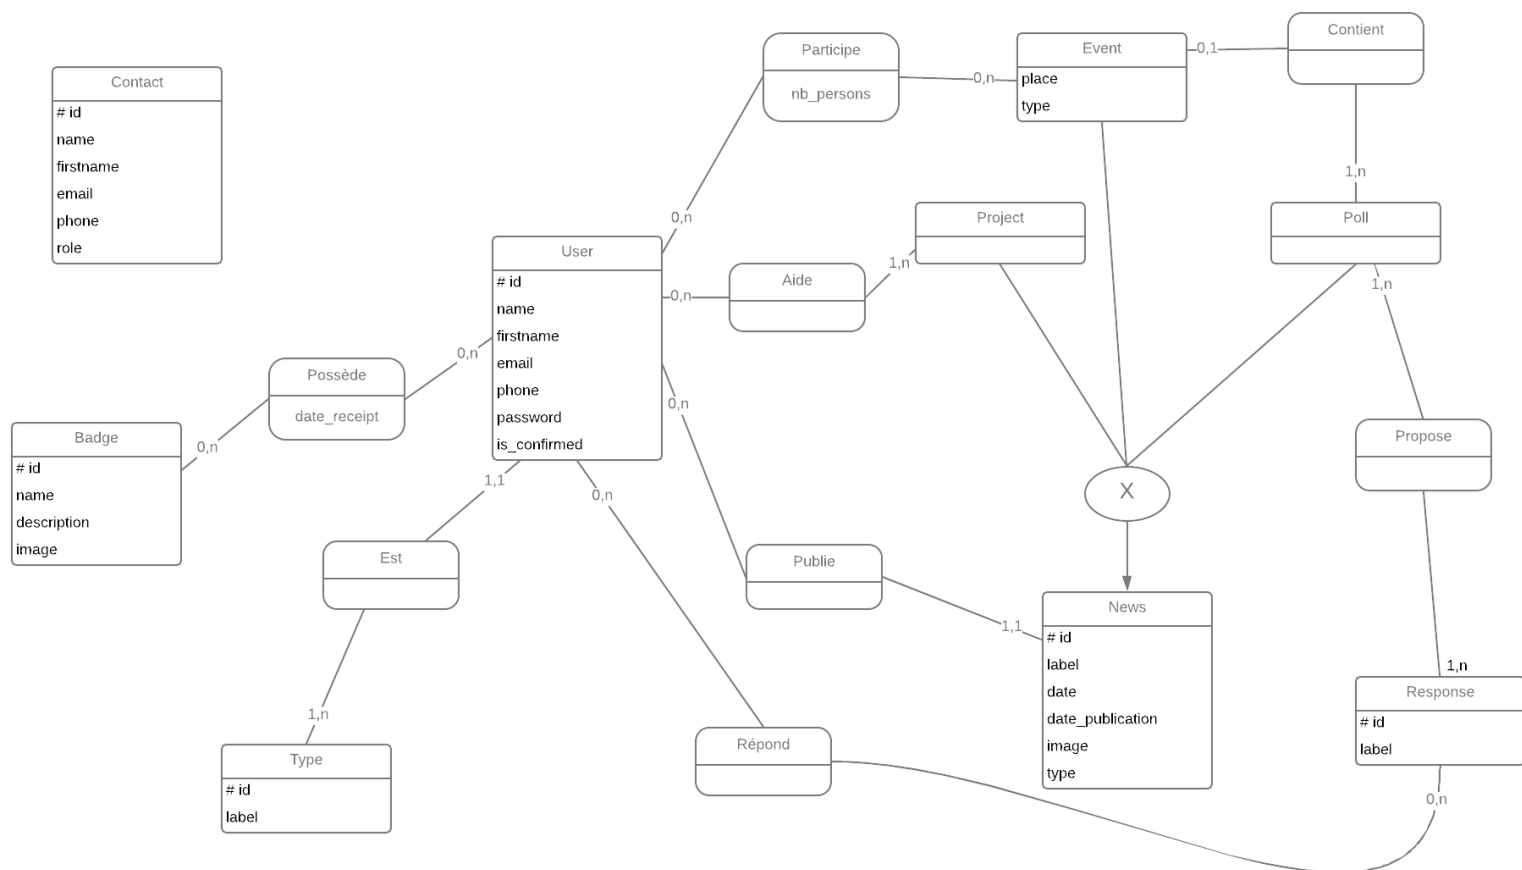 Contact
# id
name
firstname
email
phone
role
Participe
nb_persons
0,n
0,n
Event
place
type
0,1
Contient
1,n
Project
1,n
Aide
0,n
Poll
1,n
User
# id
name
firstname
email
phone
password
is_confirmed
0,n
Possède
date_receipt
0,n
Badge
# id
name
description
image
1,1
Est
1,n
Type
# id
label
0,n
0,n
Publie
1,1
X
News
# id
label
date
date_publication
image
type
Propose
1,n
Response
# id
label
0,n
Répond